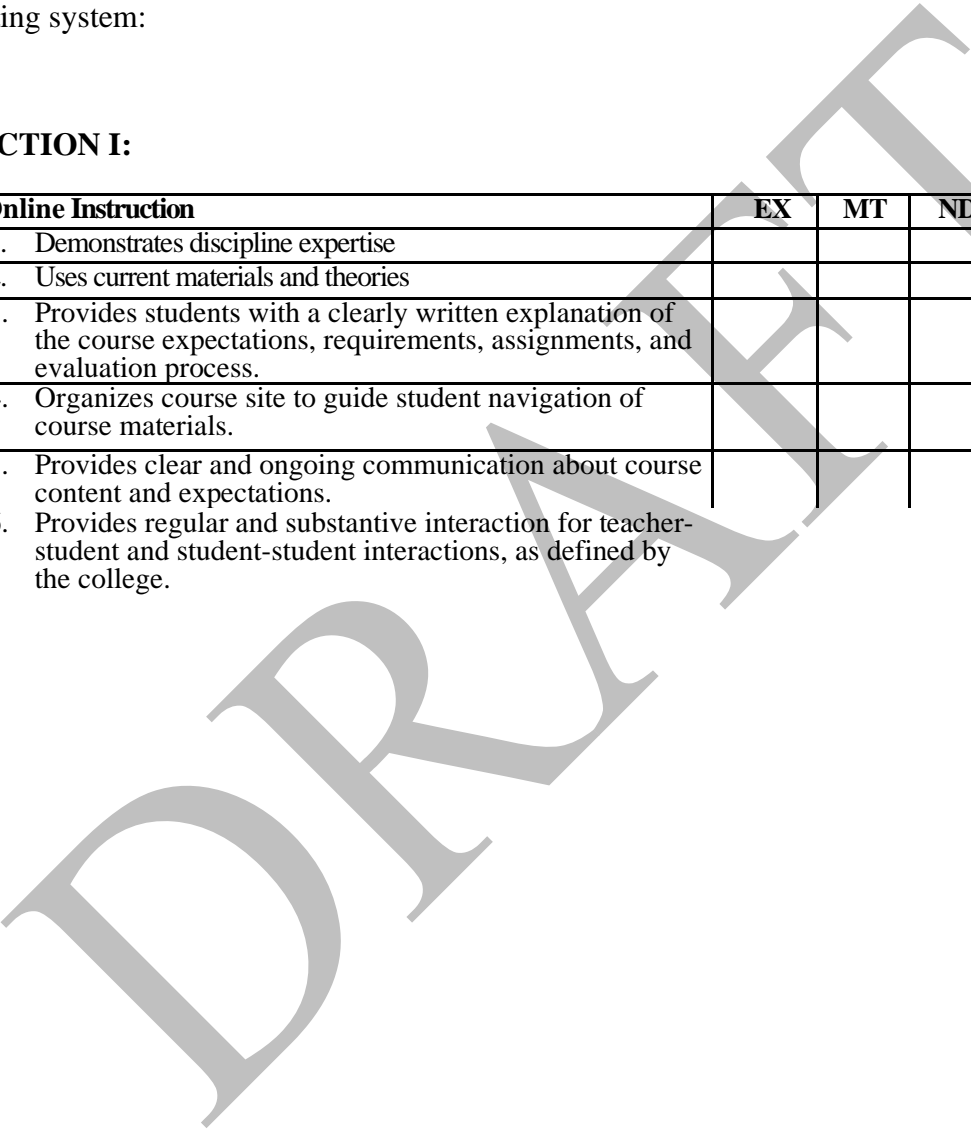 ing system:
CTION I:
nline Instruction EX MT ND
. Demonstrates discipline expertise
. Uses current materials and theories
. Provides students with a clearly written explanation of
the course expectations, requirements, assignments, and
evaluation process.
. Organizes course site to guide student navigation of
course materials.
. Provides clear and ongoing communication about course
content and expectations.
. Provides regular and substantive interaction for teacher-
student and student-student interactions, as defined by
the college.
DRAFT